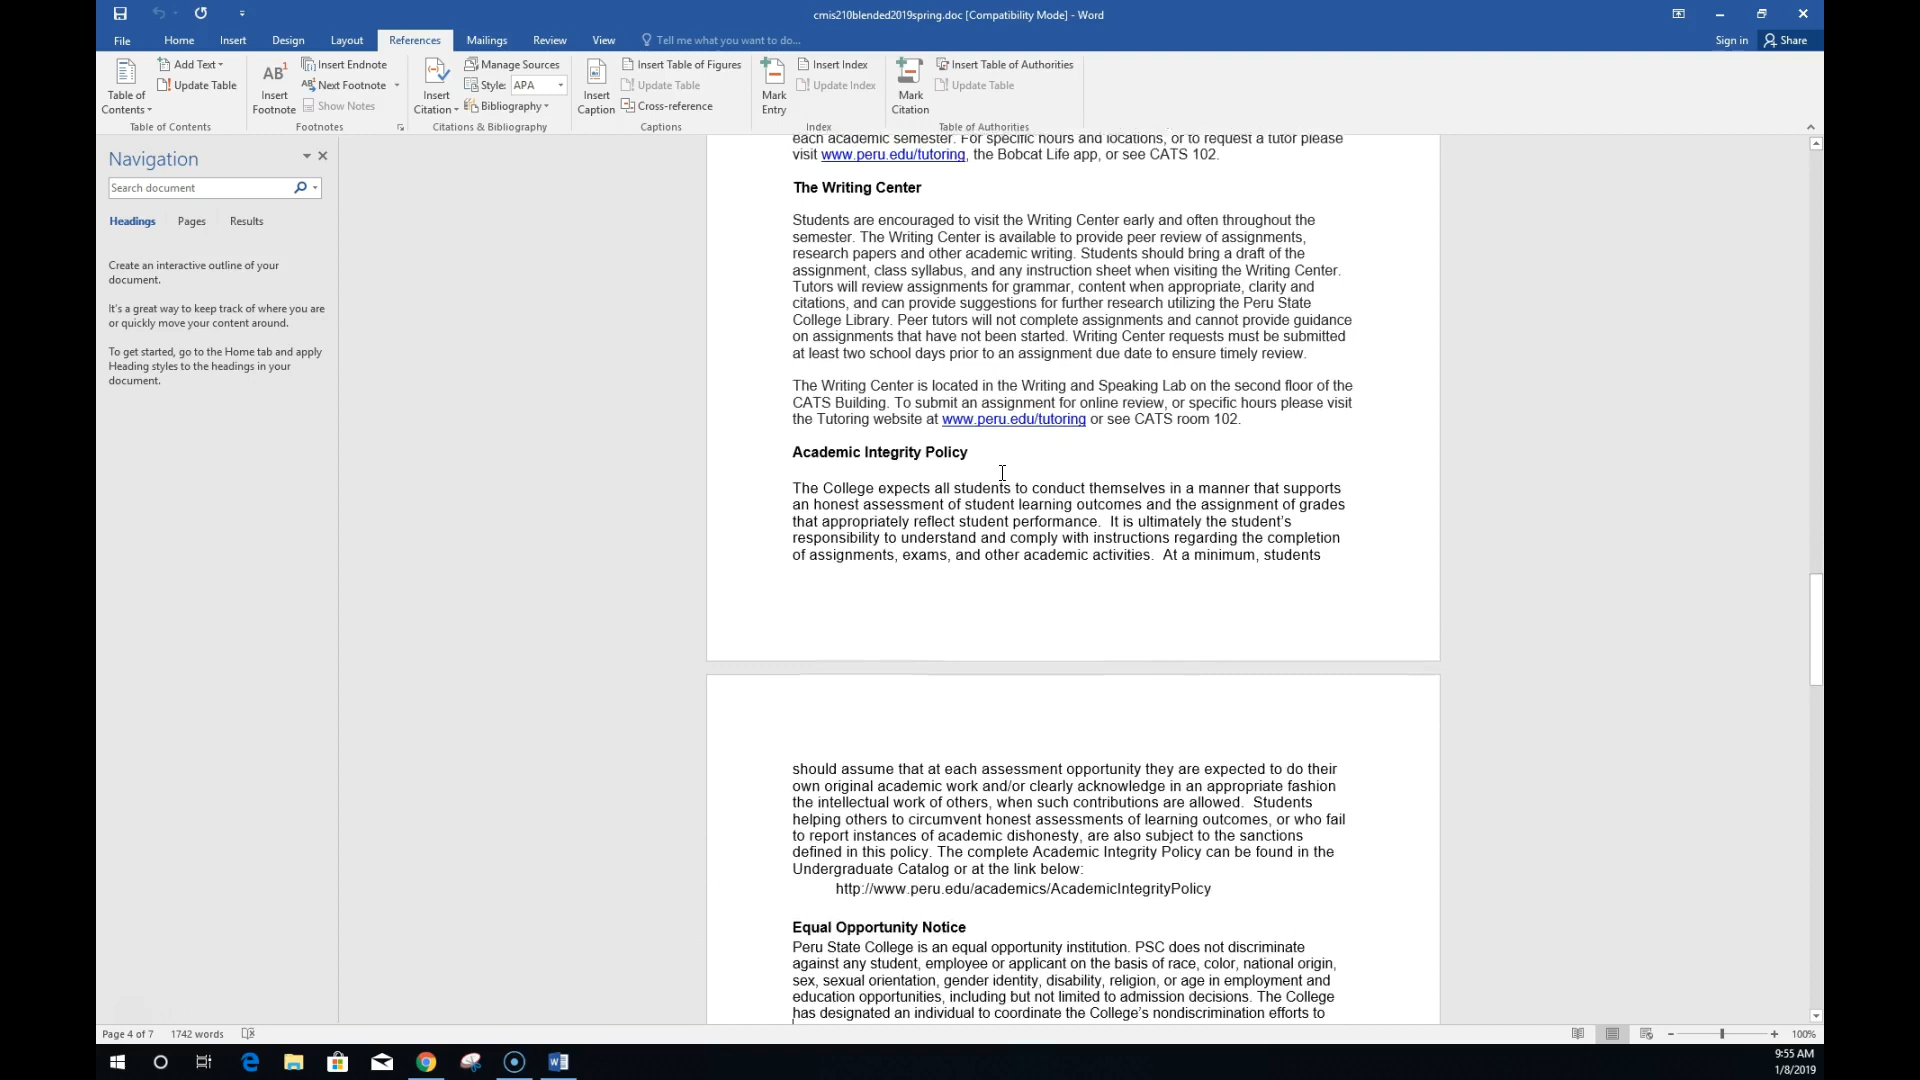 cmis210blended2019spring.doc [Compatibility Mode] - Word
File Home Insert Design Layout References Mailings Review View Tell me what you want to do... Sign in Share
Table of Contents
Add Text
Update Table
Table of Contents
AB1 Insert Footnote
Insert Endnote
AB1 Next Footnote
Show Notes
Footnotes
Insert Citation
Manage Sources
Style: APA
Bibliography
Citations & Bibliography
Insert Caption
Insert Table of Figures
Update Table
Cross-reference
Captions
Mark Entry
Insert Index
Update Index
Index
Mark Citation
Insert Table of Authorities
Update Table
Table of Authorities
Navigation
Search document
Headings Pages Results
Create an interactive outline of your
document.
It's a great way to keep track of where you are
or quickly move your content around.
To get started, go to the Home tab and apply
Heading styles to the headings in your
document.
each academic semester. For specific hours and locations, or to request a tutor please
visit www.peru.edu/tutoring, the Bobcat Life app, or see CATS 102.
The Writing Center
Students are encouraged to visit the Writing Center early and often throughout the
semester. The Writing Center is available to provide peer review of assignments,
research papers and other academic writing. Students should bring a draft of the
assignment, class syllabus, and any instruction sheet when visiting the Writing Center.
Tutors will review assignments for grammar, content when appropriate, clarity and
citations, and can provide suggestions for further research utilizing the Peru State
College Library. Peer tutors will not complete assignments and cannot provide guidance
on assignments that have not been started. Writing Center requests must be submitted
at least two school days prior to an assignment due date to ensure timely review.
The Writing Center is located in the Writing and Speaking Lab on the second floor of the
CATS Building. To submit an assignment for online review, or specific hours please visit
the Tutoring website at www.peru.edu/tutoring or see CATS room 102.
Academic Integrity Policy
The College expects all students to conduct themselves in a manner that supports
an honest assessment of student learning outcomes and the assignment of grades
that appropriately reflect student performance.  It is ultimately the student's
responsibility to understand and comply with instructions regarding the completion
of assignments, exams, and other academic activities.  At a minimum, students
should assume that at each assessment opportunity they are expected to do their
own original academic work and/or clearly acknowledge in an appropriate fashion
the intellectual work of others, when such contributions are allowed.  Students
helping others to circumvent honest assessments of learning outcomes, or who fail
to report instances of academic dishonesty, are also subject to the sanctions
defined in this policy. The complete Academic Integrity Policy can be found in the
Undergraduate Catalog or at the link below:
http://www.peru.edu/academics/AcademicIntegrityPolicy
Equal Opportunity Notice
Peru State College is an equal opportunity institution. PSC does not discriminate
against any student, employee or applicant on the basis of race, color, national origin,
sex, sexual orientation, gender identity, disability, religion, or age in employment and
education opportunities, including but not limited to admission decisions. The College
has designated an individual to coordinate the College's nondiscrimination efforts to
Page 4 of 7 1742 words 100%
9:55 AM
1/8/2019